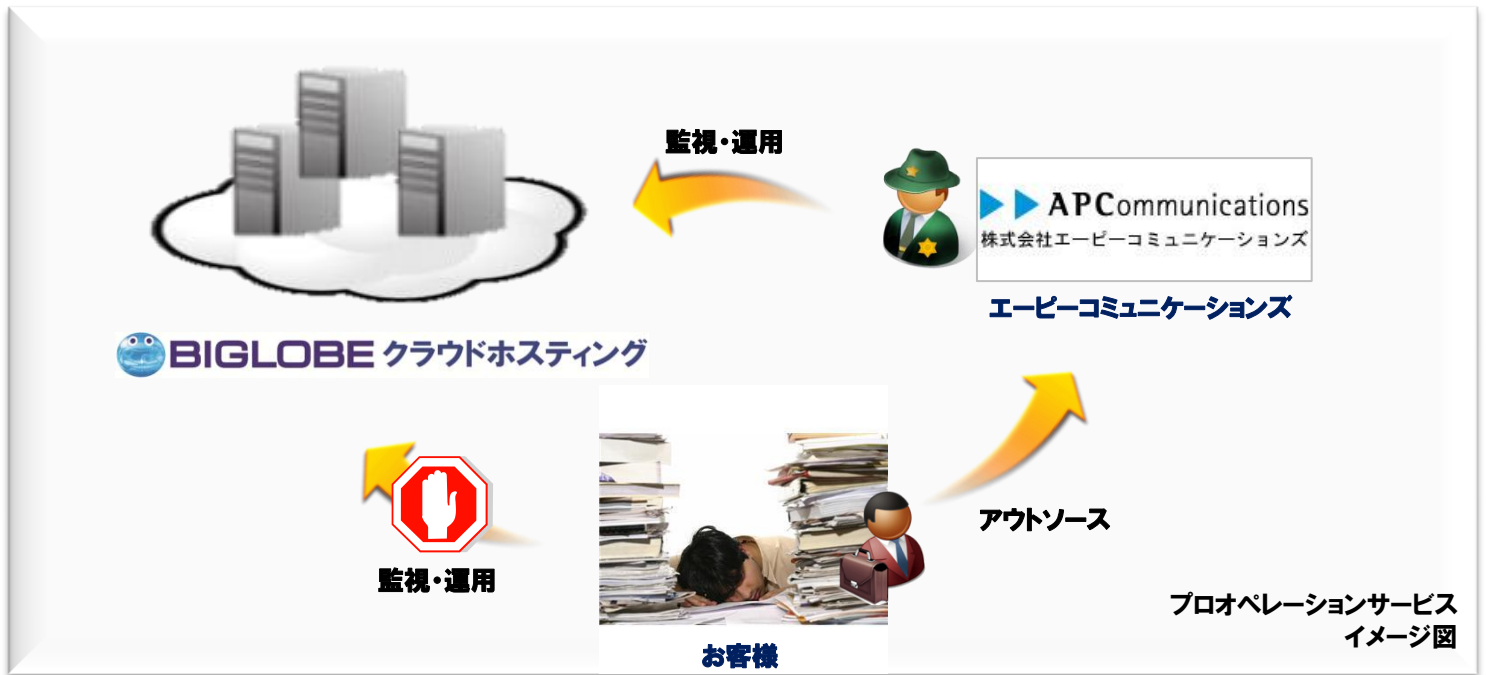 監視・運用
APCommunications
株式会社エーピーコミュニケーションズ
エーピーコミュニケーションズ
BIGLOBE クラウドホスティング
アウトソース
監視・運用
お客様
プロオペレーションサービス
イメージ図